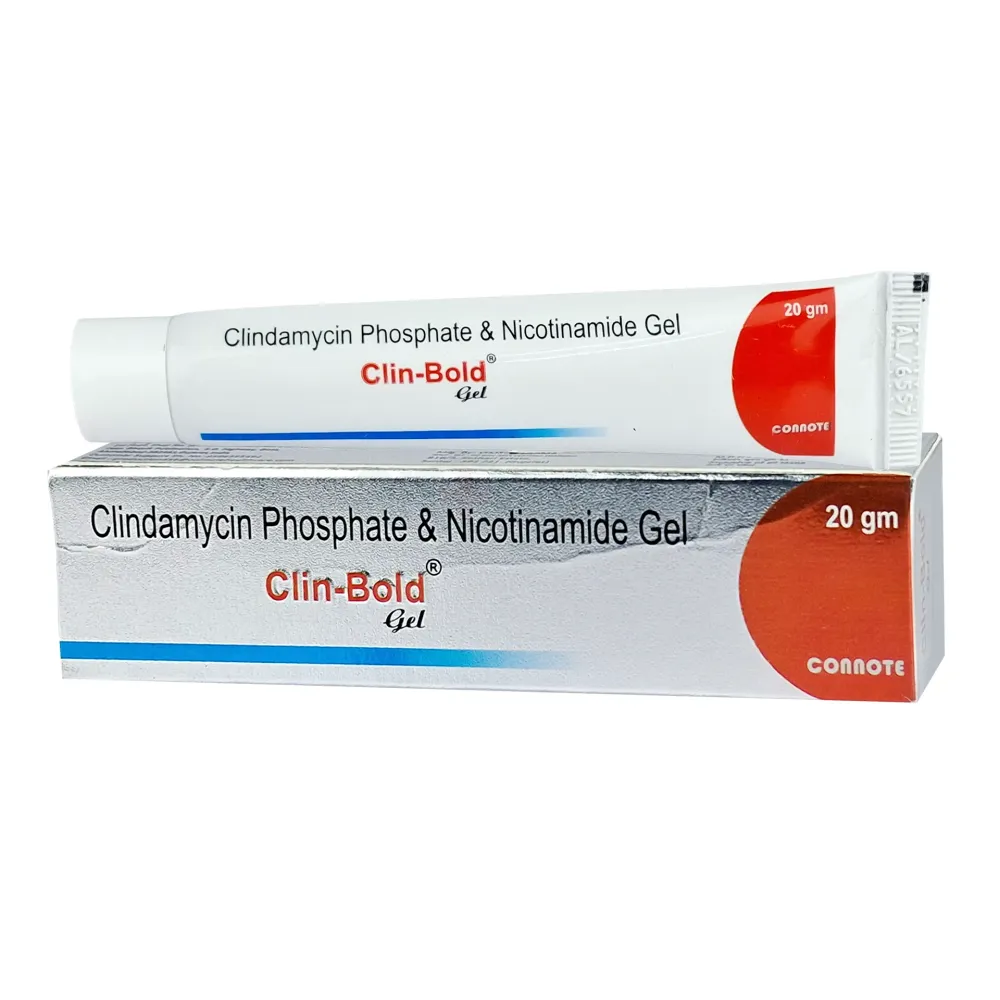 Clindamycin Phosphate & Nicotinamide Gel
Clin-Bold®
Gel
20 gm
CONNOTE
Clindamycin Phosphate & Nicotinamide Gel
Clin-Bold®
Gel
20 gm
CONNOTE